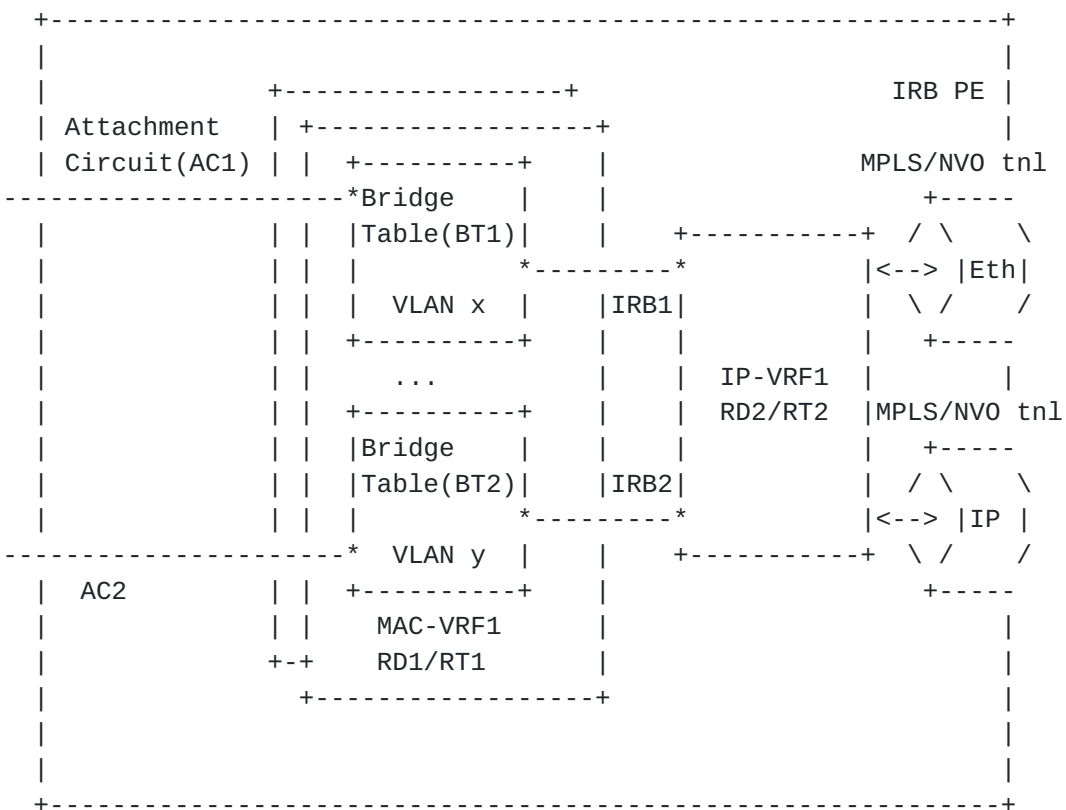 IRB PE
Attachment
Circuit(AC1) MPLS/NVO tnl
Bridge
Table(BT1)
<--> Eth
VLAN x IRB1
... IP-VRF1
RD2/RT2 MPLS/NVO tnl
Bridge
Table(BT2) IRB2
<--> IP
VLAN y
AC2
MAC-VRF1
RD1/RT1